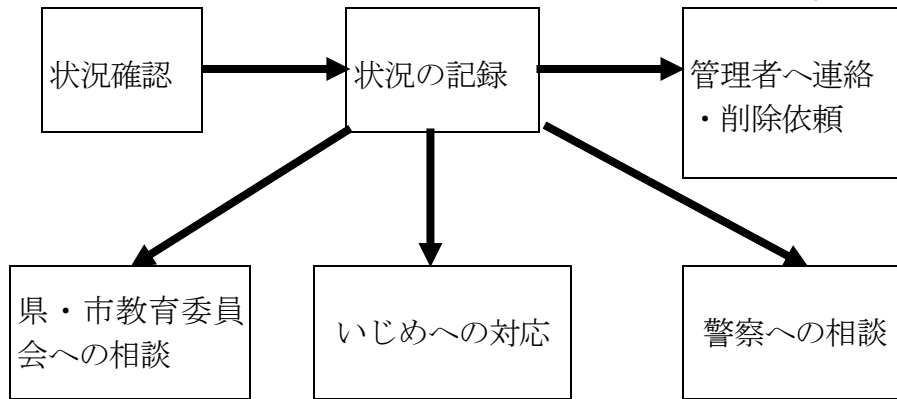 状況確認
状況の記録
管理者へ連絡
・削除依頼
県・市教育委員
会への相談
いじめへの対応
警察への相談